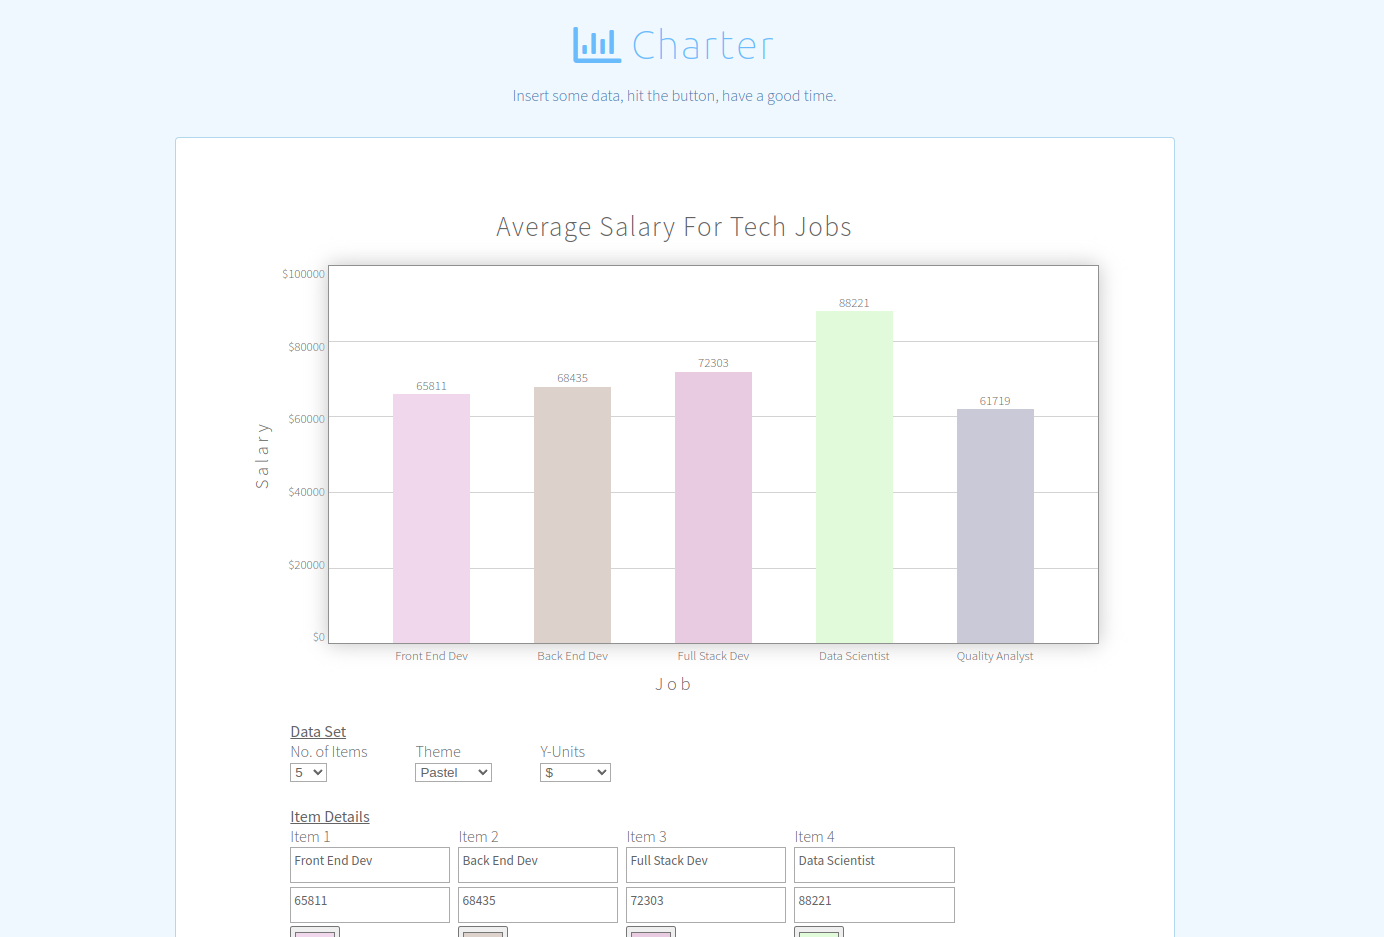 Charter
Insert some data, hit the button, have a good time.
Average Salary For Tech Jobs
$100000
$80000
$60000
$40000
$20000
$0
Salary
65811
68435
72303
88221
61719
Front End Dev Back End Dev Full Stack Dev Data Scientist Quality Analyst
Job
Data Set
No. of Items Theme Y-Units
5 Pastel $
Item Details
Item 1 Item 2 Item 3 Item 4
Front End Dev Back End Dev Full Stack Dev Data Scientist
65811 68435 72303 88221